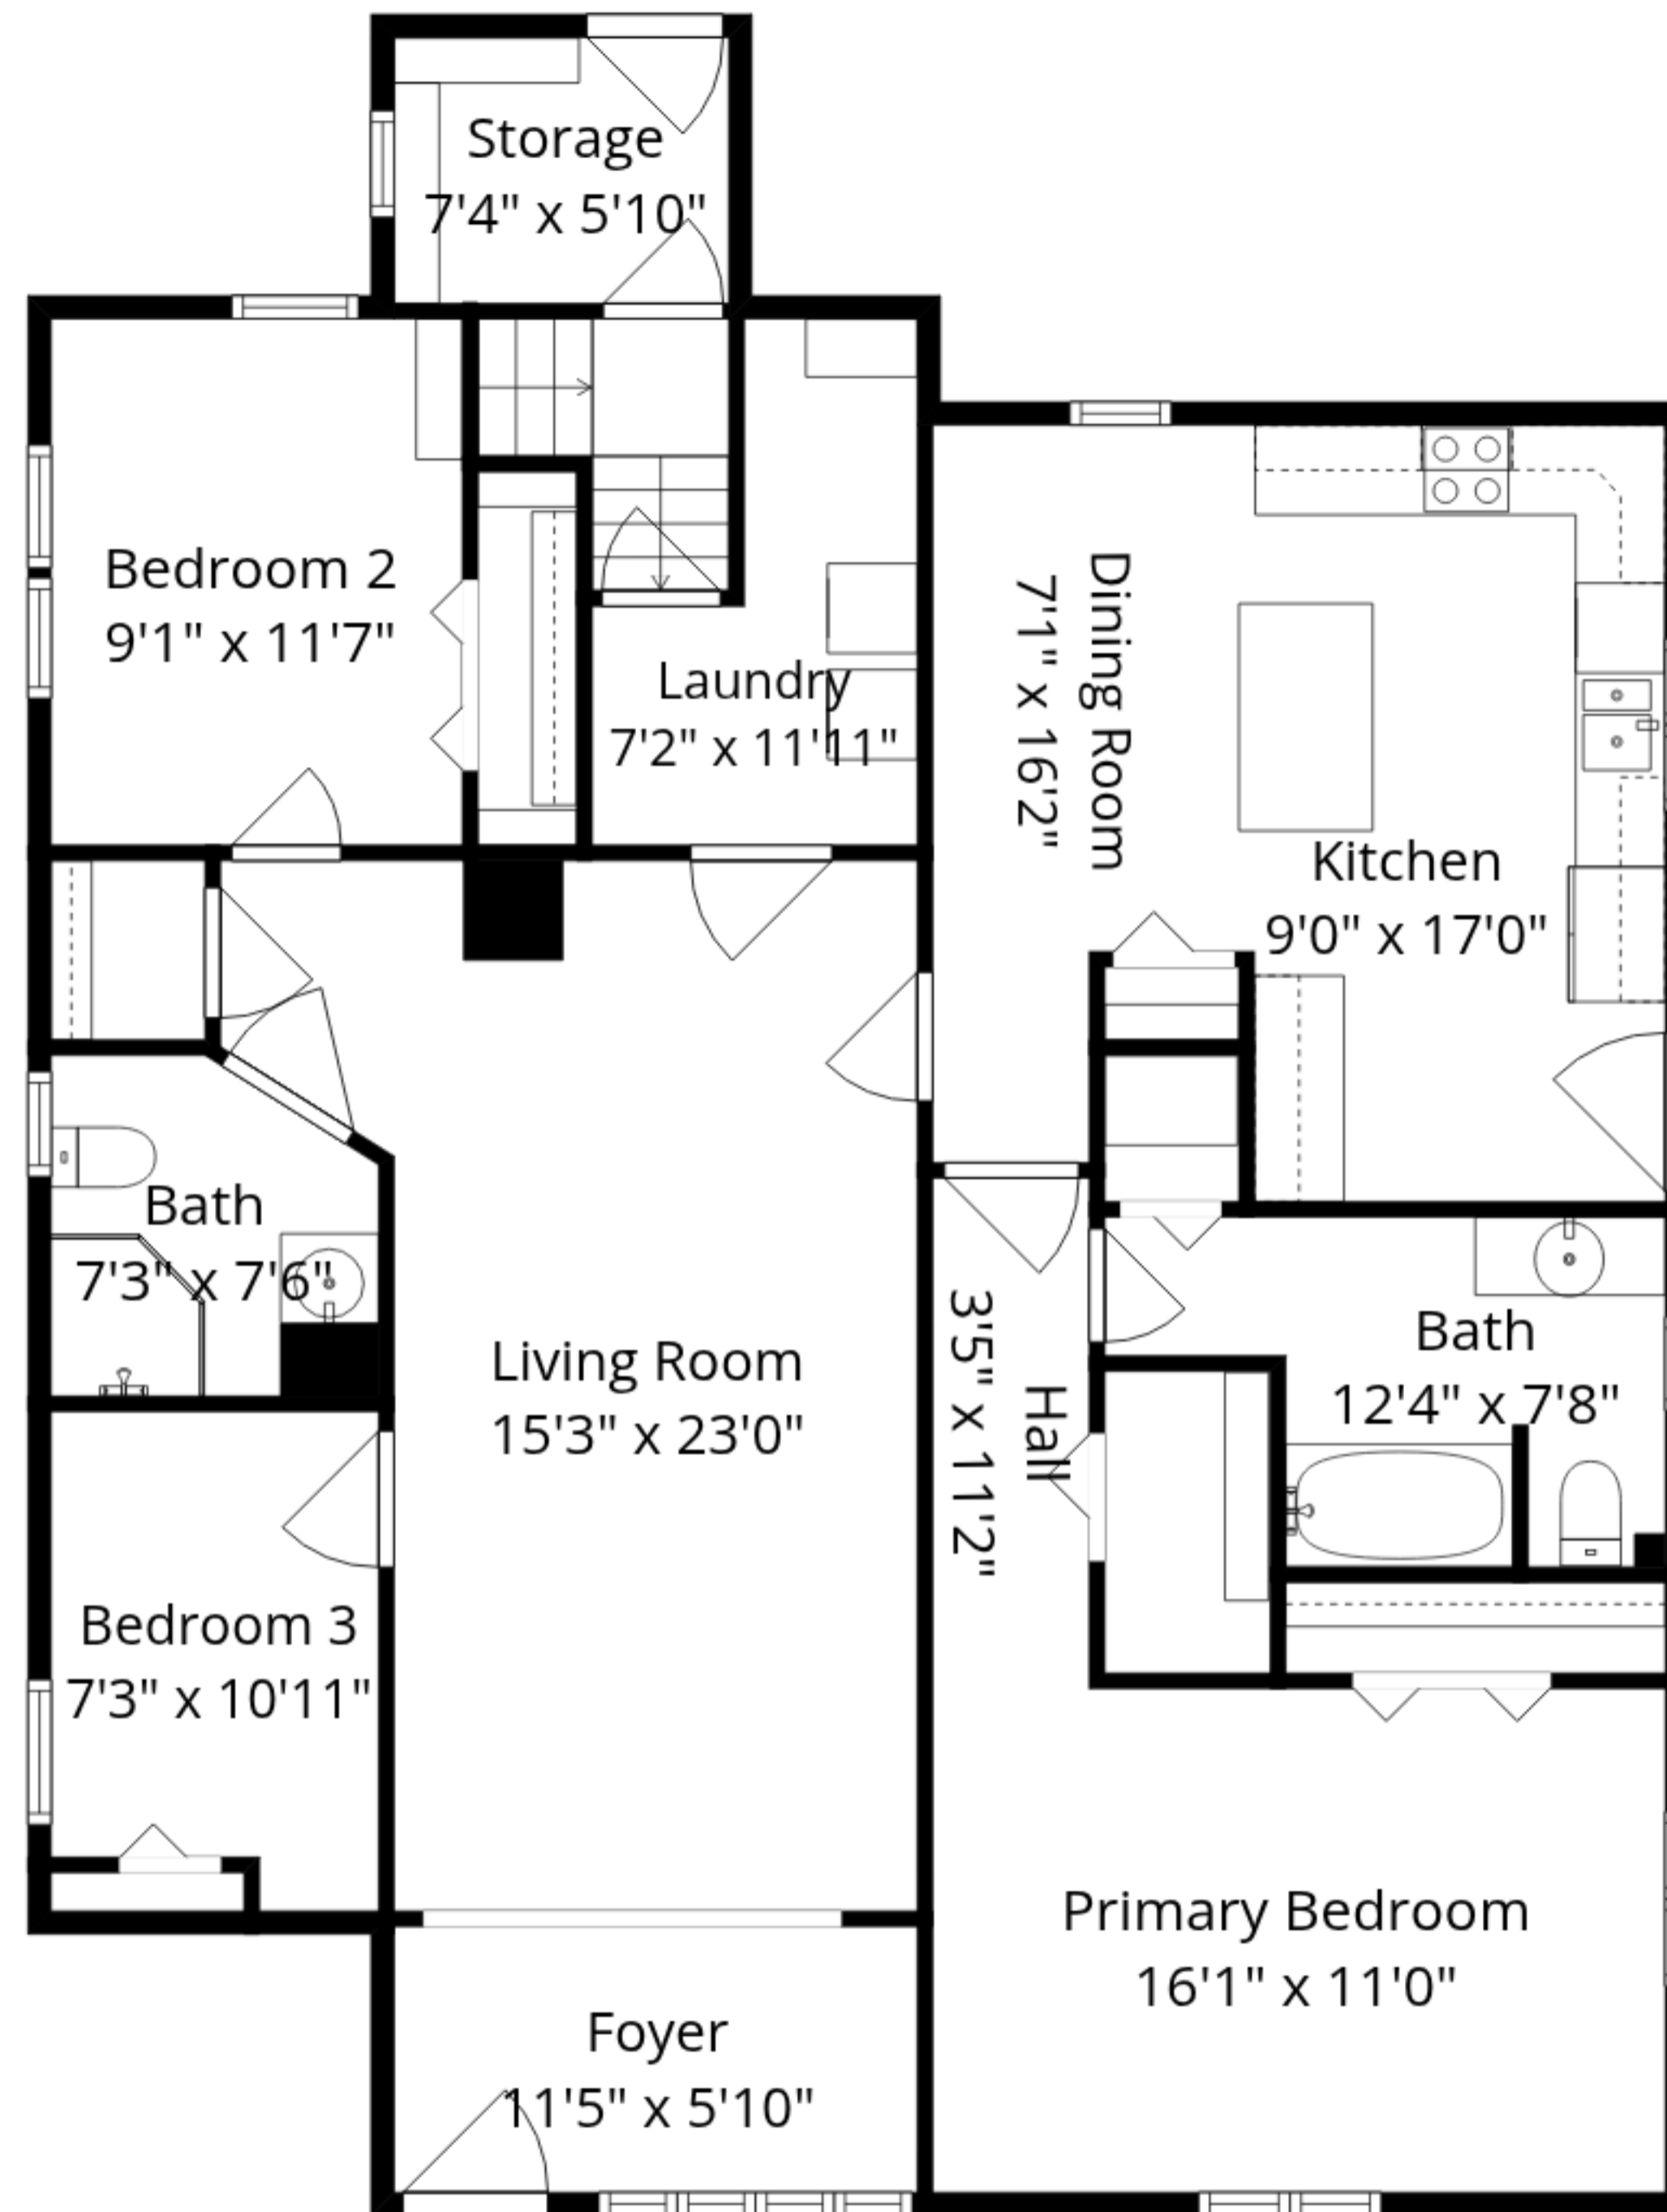 Storage
7'4" x 5'10"
Bedroom 2
9'1" x 11'7"
Laundry
7'2" x 11'11"
Dining Room
7'1" x 16'2"
Kitchen
9'0" x 17'0"
Bath
7'3" x 7'6"
Living Room
15'3" x 23'0"
Hall
3'5" x 11'2"
Bath
12'4" x 7'8"
Bedroom 3
7'3" x 10'11"
Primary Bedroom
16'1" x 11'0"
Foyer
11'5" x 5'10"